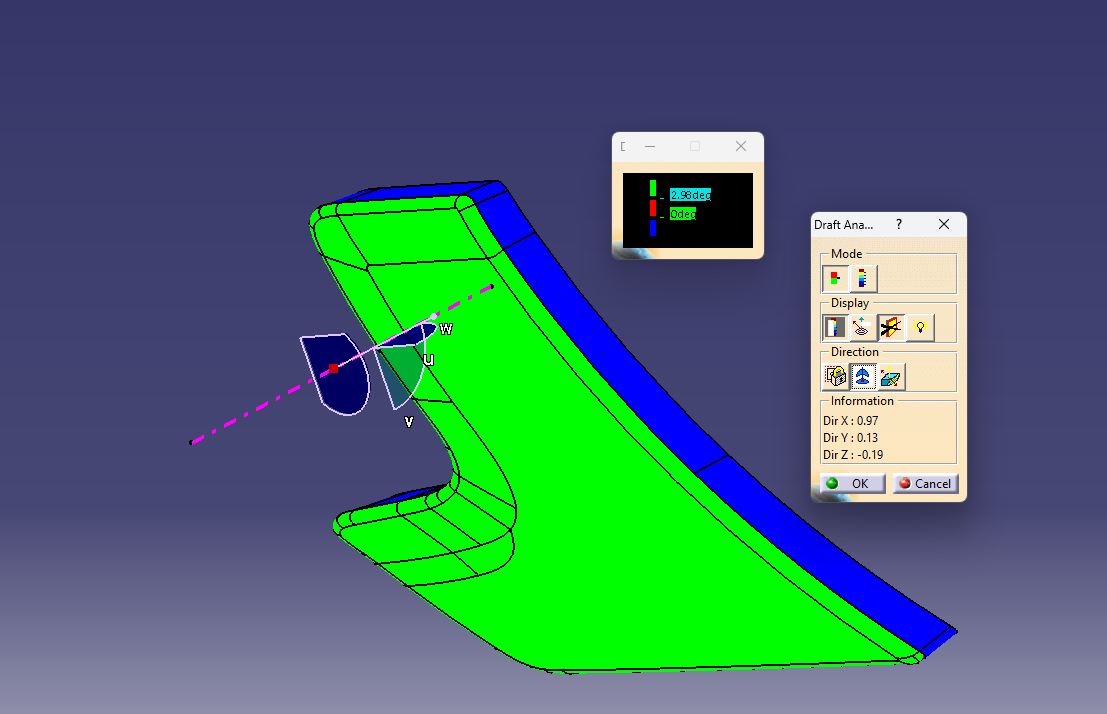 2.98deg
0deg
Draft Ana... ?
Mode
Display
Direction
Information
Dir X : 0.97
Dir Y : 0.13
Dir Z : -0.19
OK Cancel
W
U
V